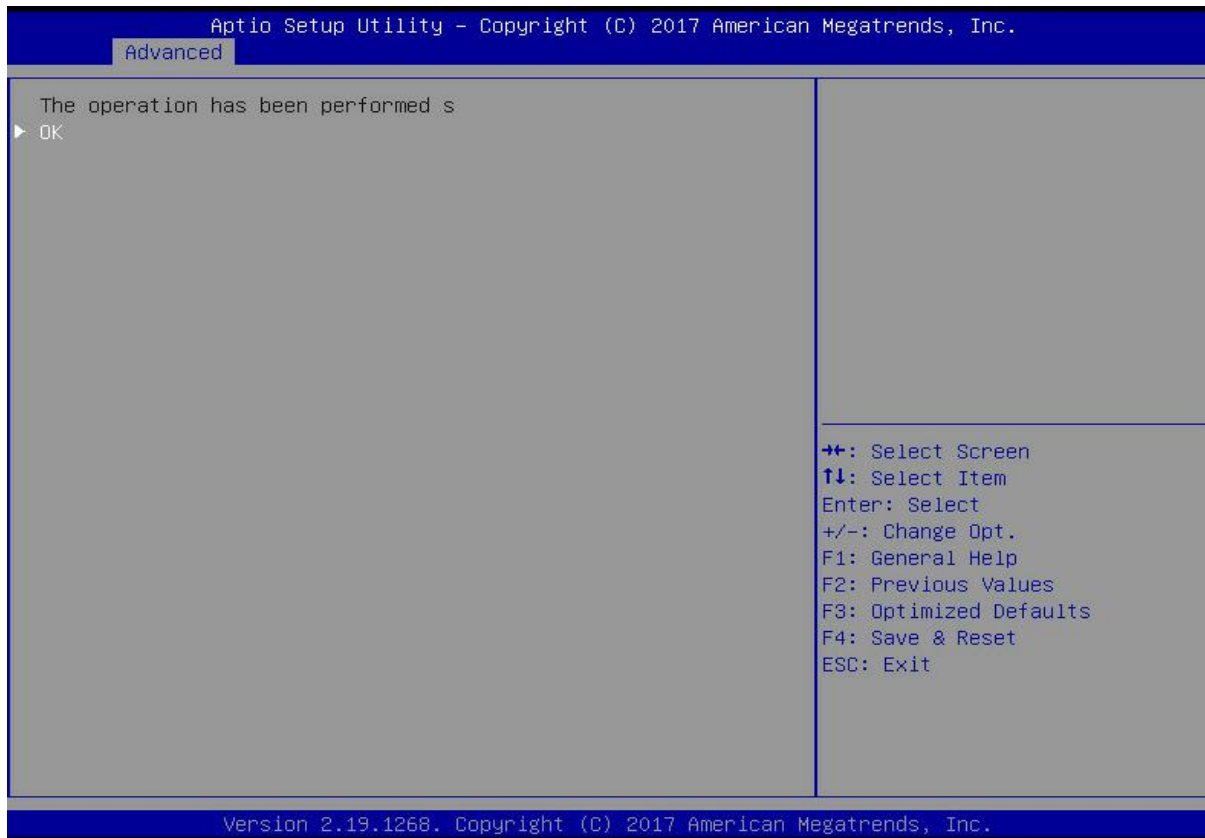 Aptio Setup Utility – Copyright (C) 2017 American Megatrends, Inc.
Advanced
The operation has been performed s
► OK
→←: Select Screen
↑↓: Select Item
Enter: Select
+/-: Change Opt.
F1: General Help
F2: Previous Values
F3: Optimized Defaults
F4: Save & Reset
ESC: Exit
Version 2.19.1268. Copyright (C) 2017 American Megatrends, Inc.